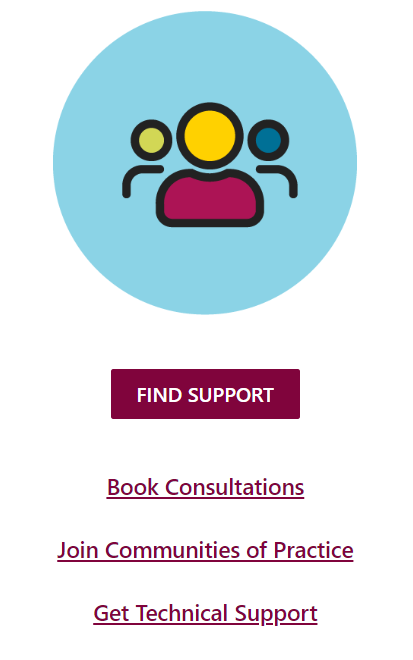 FIND SUPPORT
Book Consultations
Join Communities of Practice
Get Technical Support